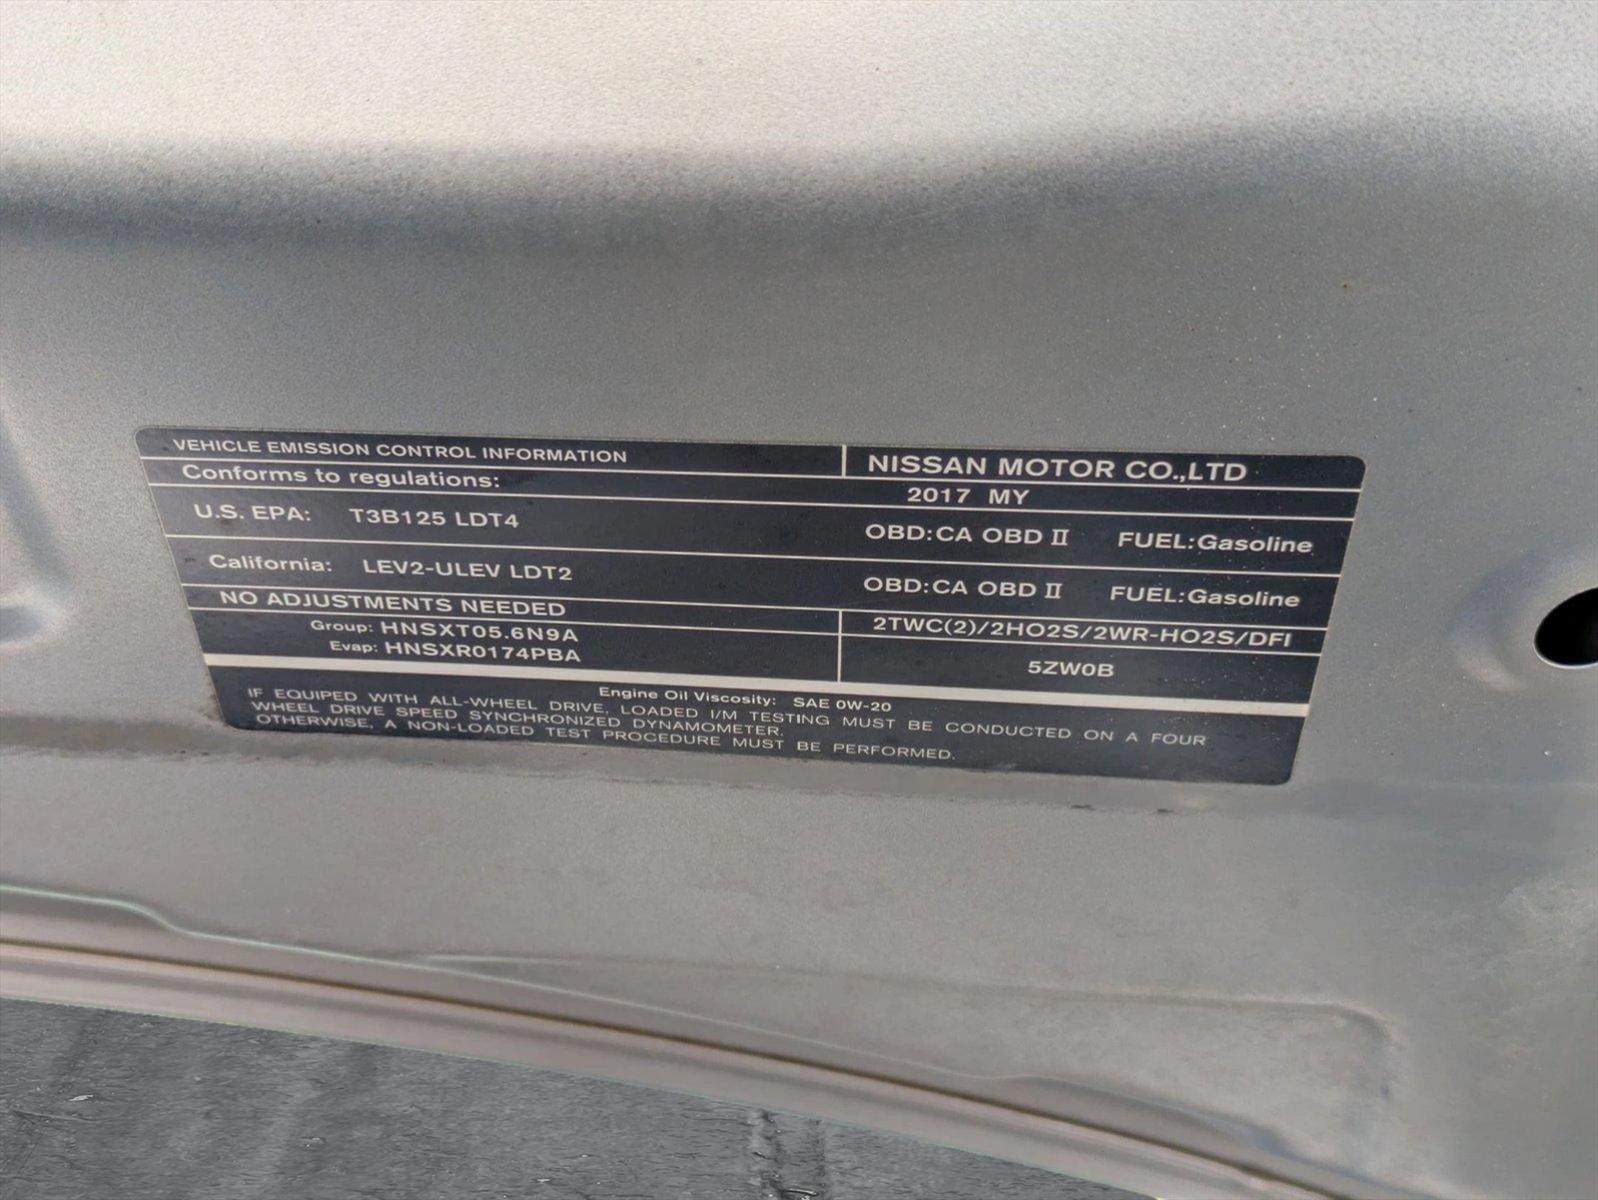 VEHICLE EMISSION CONTROL INFORMATION
NISSAN MOTOR CO.,LTD
Conforms to regulations:
2017 MY
U.S. EPA: T3B125 LDT4 OBD:CA OBD II FUEL:Gasoline
California: LEV2-ULEV LDT2 OBD:CA OBD II FUEL:Gasoline
NO ADJUSTMENTS NEEDED
Group: HNSXT05.6N9A
Evap: HNSXR0174PBA
2TWC(2)/2HO2S/2WR-HO2S/DFI
5ZW0B
Engine Oil Viscosity: SAE 0W-20
IF EQUIPED WITH ALL-WHEEL DRIVE, LOADED I/M TESTING MUST BE CONDUCTED ON A FOUR
WHEEL DRIVE SPEED SYNCHRONIZED DYNAMOMETER.
OTHERWISE, A NON-LOADED TEST PROCEDURE MUST BE PERFORMED.